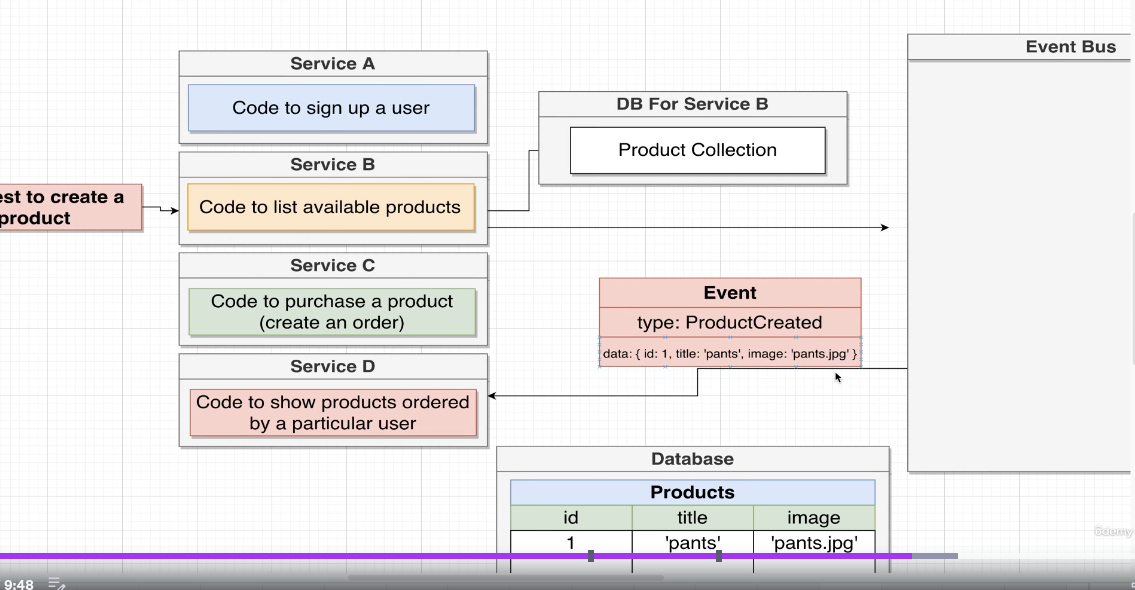 Event Bus
Service A
Code to sign up a user
DB For Service B
Product Collection
Service B
Code to list available products
est to create a
product
Service C
Code to purchase a product
(create an order)
Event
type: ProductCreated
data: { id: 1, title: 'pants', image: 'pants.jpg' }
Service D
Code to show products ordered
by a particular user
Database
Products
id title image
1 'pants' 'pants.jpg'
ûdemy
9:48